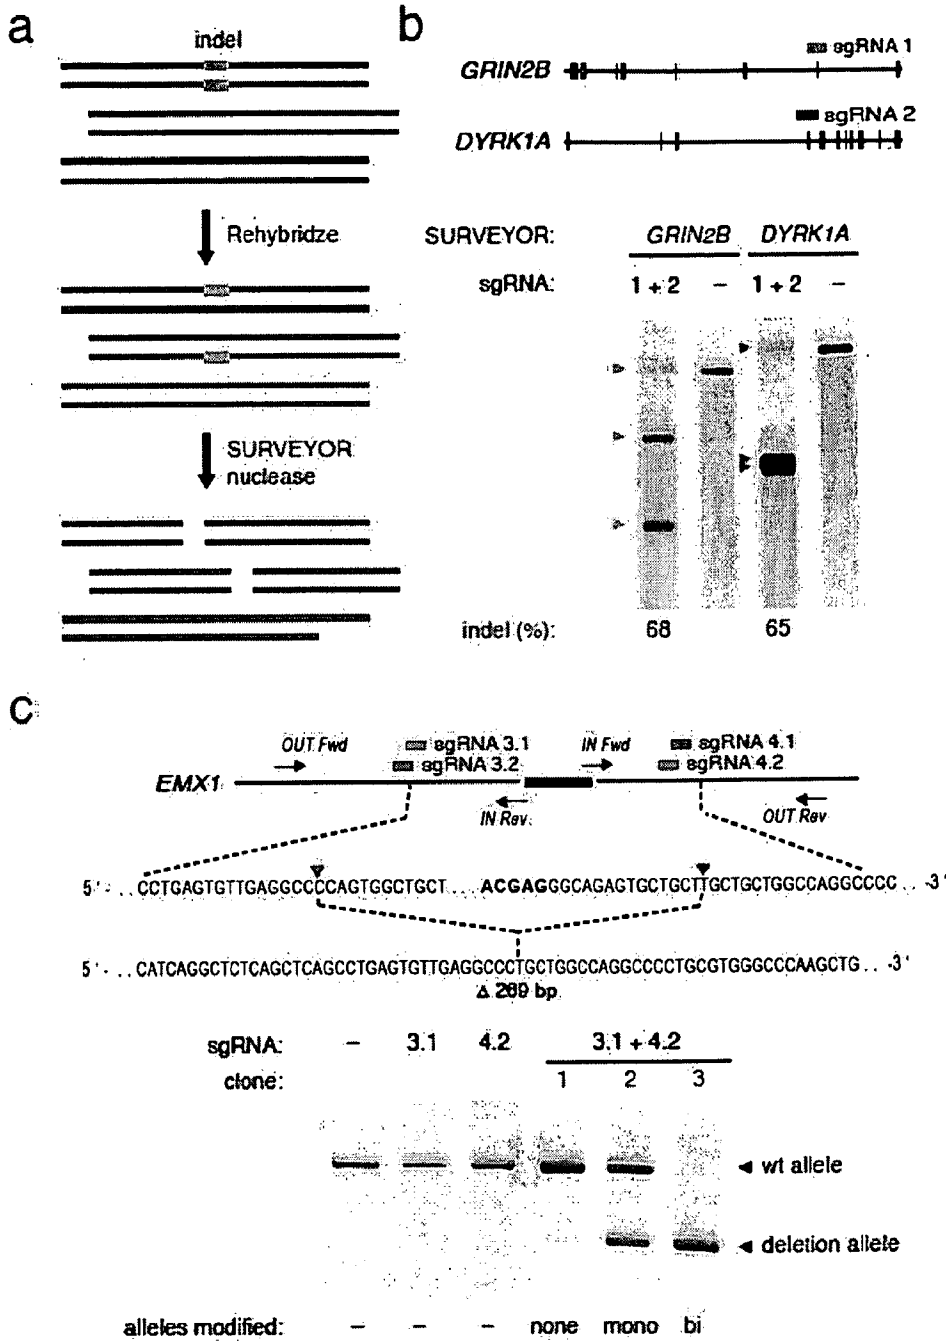 a
indel
Rehybridze
SURVEYOR
nuclease
b
sgRNA 1
GRIN2B
sgRNA 2
DYRK1A
SURVEYOR: GRIN2B DYRK1A
sgRNA: 1 + 2 – 1 + 2 –
indel (%): 68 65
c
OUT Fwd sgRNA 3.1 IN Fwd sgRNA 4.1
sgRNA 3.2 sgRNA 4.2
EMX1
IN Rev OUT Rev
5'-..CCTGAGTGTTGAGGCCCCAGTGGCTGCT....ACGAGGGCAGAGTGCTGCTTGCTGCTGGCCAGGCCCC..-3'
5'-..CATCAGGCTCTCAGCTCAGCCTGAGTGTTGAGGCCCTGCTGGCCAGGCCCCTGCGTGGGCCCAAGCTG..-3'
Δ 269 bp
sgRNA: – 3.1 4.2 3.1 + 4.2
clone: 1 2 3
wt allele
deletion allele
alleles modified: – – – none mono bi